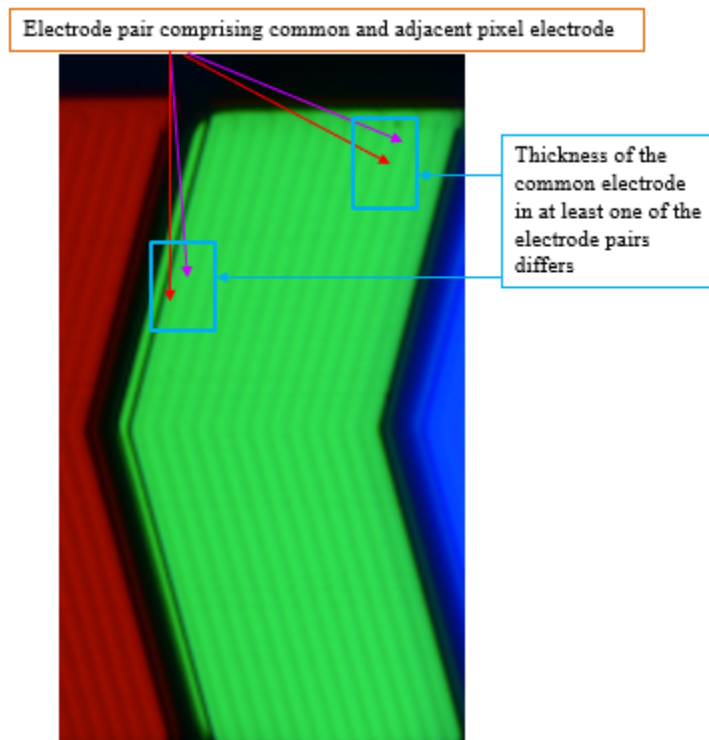 Electrode pair comprising common and adjacent pixel electrode
Thickness of the
common electrode
in at least one of the
electrode pairs
differs